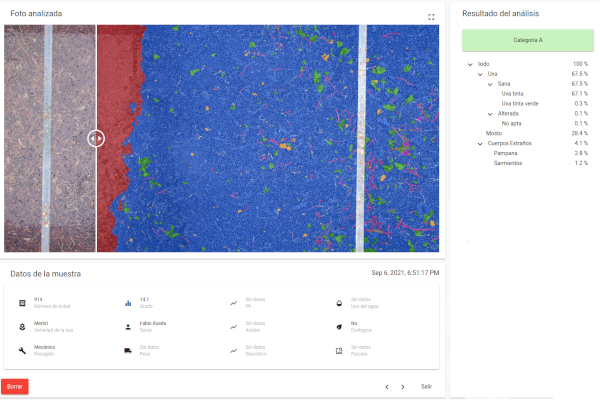 Foto analizada
Resultado del análisis
Categoría A
todo 100 %
Uva 67.5 %
Sana 67.5 %
Uva tinta 67.1 %
Uva tinta verde 0.3 %
Alterada 0.1 %
No apta 0.1 %
Mosto 28.4 %
Cuerpos Extraños 4.1 %
Pampana 2.8 %
Sarmientos 1.2 %
Datos de la muestra
Sep 6, 2021, 6:51:17 PM
914
Número de ticket
14.1
Grado
Sin datos
Ph
Sin datos
Uso del agua
Merlot
Variedad de la uva
Fabio Rueda
Socio
Sin datos
Acidez
No
Ecológica
Mecánico
Recogido
Sin datos
Peso
Sin datos
Glucónico
Sin datos
Parcela
Borrar
Salir